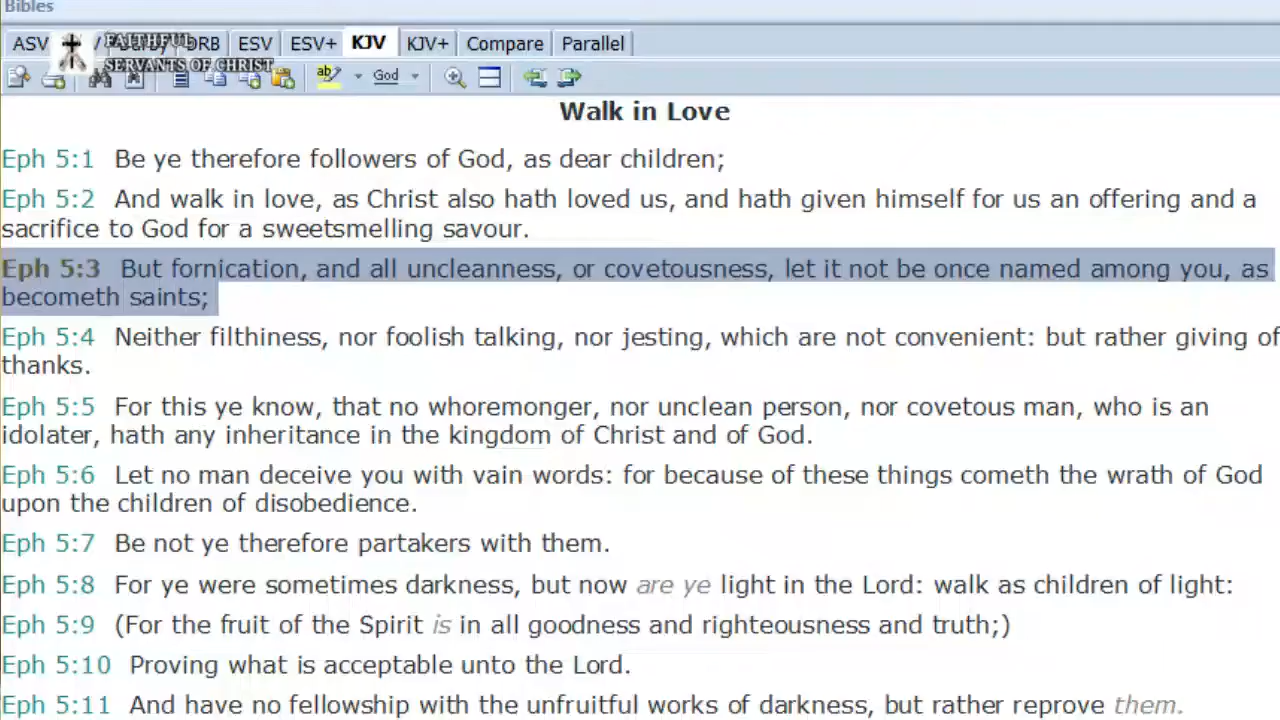 Bibles
ASV DRB ESV ESV+ KJV KJV+ Compare Parallel
FAITHFUL
SERVANTS OF CHRIST
ab God
Walk in Love
Eph 5:1 Be ye therefore followers of God, as dear children;
Eph 5:2 And walk in love, as Christ also hath loved us, and hath given himself for us an offering and a
sacrifice to God for a sweetsmelling savour.
Eph 5:3 But fornication, and all uncleanness, or covetousness, let it not be once named among you, as
becometh saints;
Eph 5:4 Neither filthiness, nor foolish talking, nor jesting, which are not convenient: but rather giving of
thanks.
Eph 5:5 For this ye know, that no whoremonger, nor unclean person, nor covetous man, who is an
idolater, hath any inheritance in the kingdom of Christ and of God.
Eph 5:6 Let no man deceive you with vain words: for because of these things cometh the wrath of God
upon the children of disobedience.
Eph 5:7 Be not ye therefore partakers with them.
Eph 5:8 For ye were sometimes darkness, but now are ye light in the Lord: walk as children of light:
Eph 5:9 (For the fruit of the Spirit is in all goodness and righteousness and truth;)
Eph 5:10 Proving what is acceptable unto the Lord.
Eph 5:11 And have no fellowship with the unfruitful works of darkness, but rather reprove them.